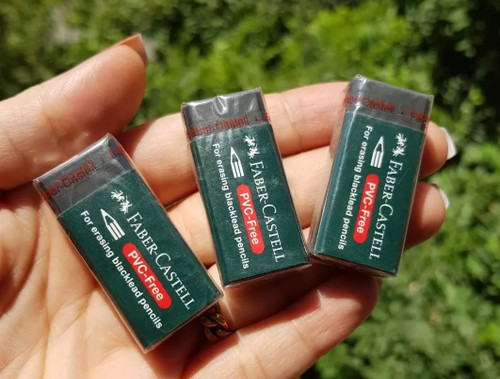 FABER-CASTELL
PVC-Free
For erasing blacklead pencils
FABER-CASTELL
PVC-Free
For erasing blacklead pencils
FABER-CASTELL
PVC-Free
For erasing blacklead pencils